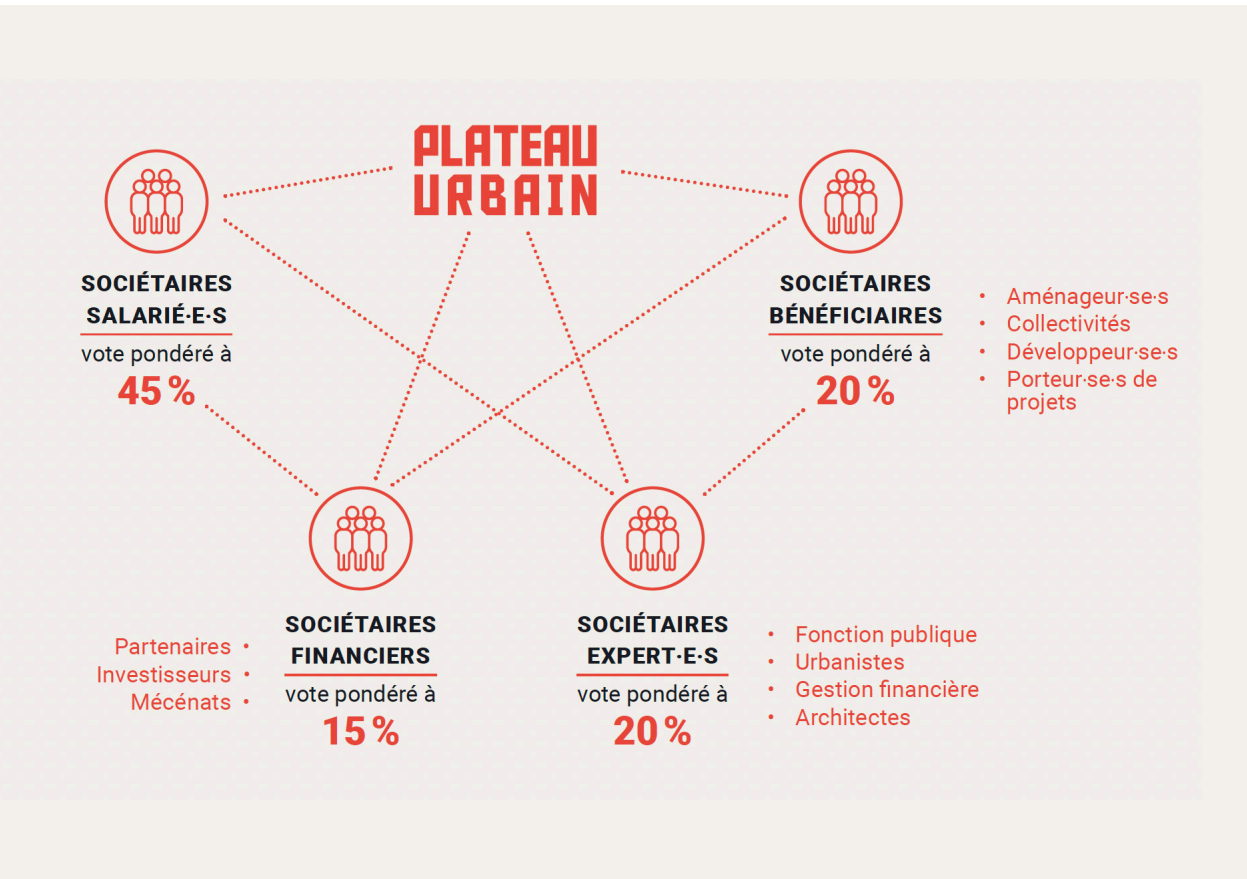 PLATEAU
URBAIN
SOCIÉTAIRES
SALARIÉ·E·S
vote pondéré à
45 %
SOCIÉTAIRES
BÉNÉFICIAIRES
vote pondéré à
20 %
• Aménageur·se·s
• Collectivités
• Développeur·se·s
• Porteur·se·s de
projets
Partenaires •
Investisseurs •
Mécénats •
SOCIÉTAIRES
FINANCIERS
vote pondéré à
15 %
SOCIÉTAIRES
EXPERT·E·S
vote pondéré à
20 %
• Fonction publique
• Urbanistes
• Gestion financière
• Architectes